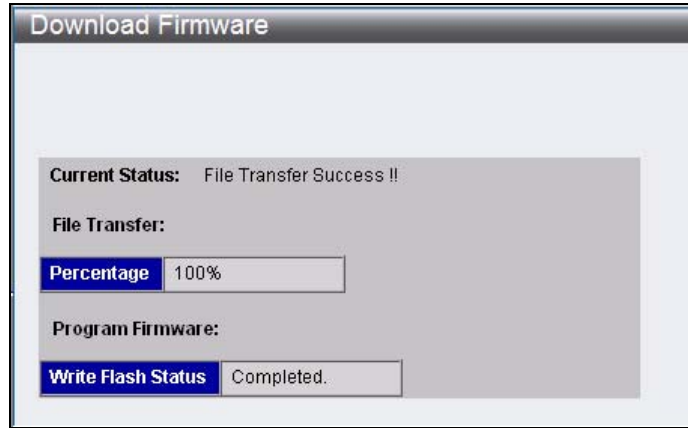 Download Firmware
Current Status: File Transfer Success !!
File Transfer:
Percentage 100%
Program Firmware:
Write Flash Status Completed.